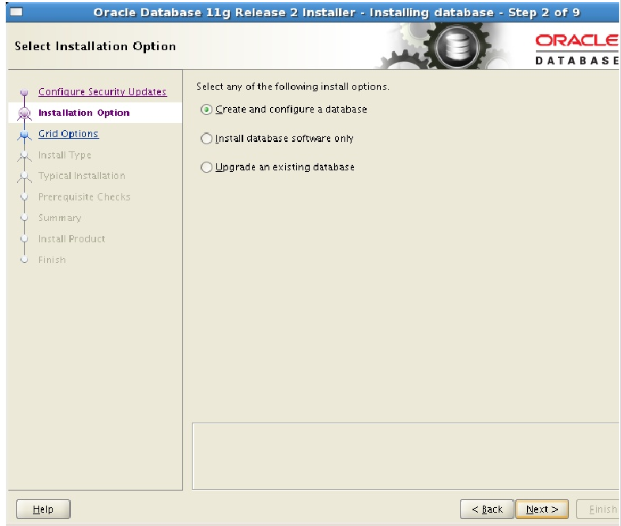 Oracle Database 11g Release 2 Installer - Installing database - Step 2 of 9
Select Installation Option
ORACLE
DATABASE
Configure Security Updates
Installation Option
Grid Options
Install Type
Typical Installation
Prerequisite Checks
Summary
Install Product
Finish
Select any of the following install options.
Create and configure a database
Install database software only
Upgrade an existing database
Help
< Back
Next >
Finish